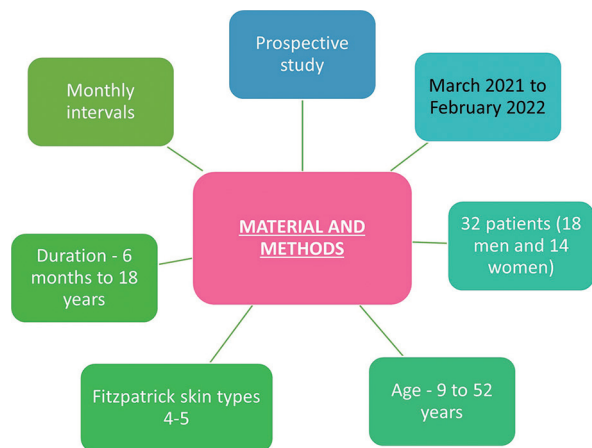 Prospective
study
March 2021 to
February 2022
32 patients (18
men and 14
women)
Age - 9 to 52
years
Fitzpatrick skin types
4-5
Duration - 6
months to 18
years
Monthly
intervals
MATERIAL AND
METHODS